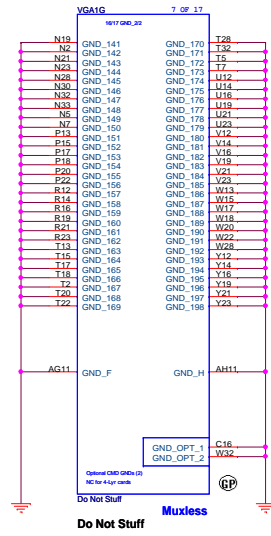 VGA1G 7 OF 17
16/17 GND_2/2
N19 GND_141 GND_170 T28
N2 GND_142 GND_171 T32
N21 GND_143 GND_172 T5
N23 GND_144 GND_173 T7
N28 GND_145 GND_174 U12
N30 GND_146 GND_175 U14
N32 GND_147 GND_176 U16
N33 GND_148 GND_177 U18
N5 GND_149 GND_178 U19
N7 GND_150 GND_179 U21
P13 GND_151 GND_180 U23
P15 GND_152 GND_181 V12
P17 GND_153 GND_182 V14
P18 GND_154 GND_183 V16
P20 GND_155 GND_184 V19
P22 GND_156 GND_185 V21
R12 GND_157 GND_186 V23
R14 GND_158 GND_187 W13
R16 GND_159 GND_188 W15
R19 GND_160 GND_189 W17
R21 GND_161 GND_190 W18
R23 GND_162 GND_191 W20
T13 GND_163 GND_192 W22
T15 GND_164 GND_193 W28
T17 GND_165 GND_194 Y12
T18 GND_166 GND_195 Y14
T2 GND_167 GND_196 Y16
T20 GND_168 GND_197 Y19
T22 GND_169 GND_198 Y23
AG11 GND_F GND_H AH11
GND_OPT_1 C16
GND_OPT_2 W32
Optional CMD GNDs (2)
NC for 4-Lyr cards
GP
Do Not Stuff
Muxless
Do Not Stuff